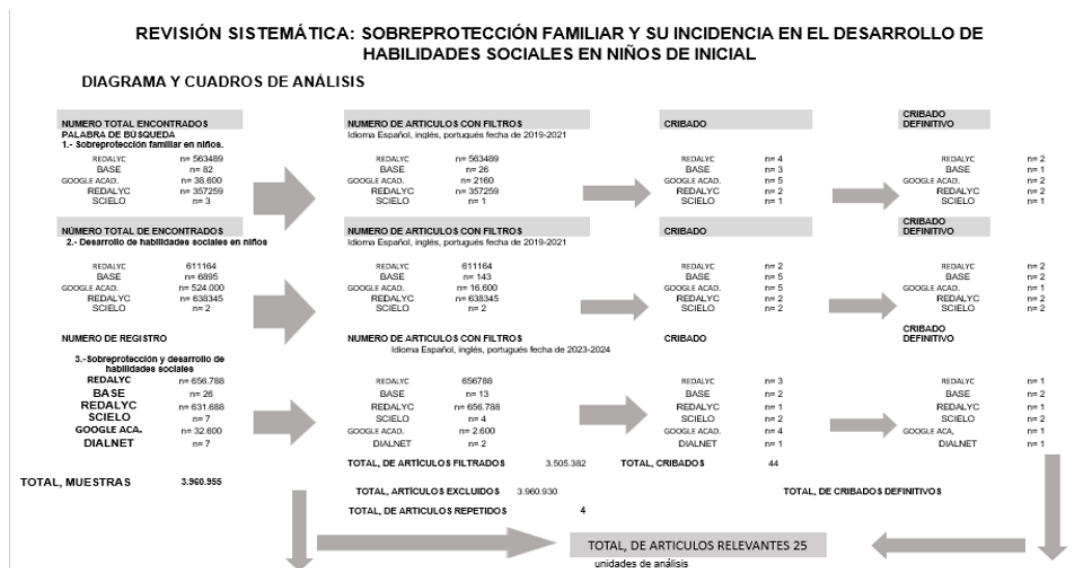 REVISIÓN SISTEMÁTICA: SOBREPROTECCIÓN FAMILIAR Y SU INCIDENCIA EN EL DESARROLLO DE
HABILIDADES SOCIALES EN NIÑOS DE INICIAL
DIAGRAMA Y CUADROS DE ANÁLISIS
NUMERO TOTAL ENCONTRADOS
PALABRA DE BÚSQUEDA
1.- Sobreprotección familiar en niños.
REDALYC n= 563489
BASE n= 82
GOOGLE ACAD. n= 38.600
REDALYC n= 357259
SCIELO n= 3
NUMERO DE ARTICULOS CON FILTROS
Idioma Español, inglés, portugués fecha de 2019-2021
REDALYC n= 563489
BASE n= 26
GOOGLE ACAD. n= 2160
REDALYC n= 357259
SCIELO n= 1
CRIBADO
REDALYC n= 4
BASE n= 3
GOOGLE ACAD. n= 5
REDALYC n= 2
SCIELO n= 1
CRIBADO
DEFINITIVO
REDALYC n= 2
BASE n= 1
GOOGLE ACAD. n= 2
REDALYC n= 2
SCIELO n= 1
NÚMERO TOTAL DE ENCONTRADOS
2.- Desarrollo de habilidades sociales en niños
REDALYC 611164
BASE n= 6895
GOOGLE ACAD. n= 524.000
REDALYC n= 638345
SCIELO n= 2
NUMERO DE ARTICULOS CON FILTROS
Idioma Español, inglés, portugués fecha de 2019-2021
REDALYC 611164
BASE n= 143
GOOGLE ACAD. n= 16.600
REDALYC n= 638345
SCIELO n= 2
CRIBADO
REDALYC n= 2
BASE n= 5
GOOGLE ACAD. n= 5
REDALYC n= 2
SCIELO n= 2
CRIBADO
DEFINITIVO
REDALYC n= 2
BASE n= 2
GOOGLE ACAD. n= 1
REDALYC n= 2
SCIELO n= 2
NUMERO DE REGISTRO
3.-Sobreprotección y desarrollo de
habilidades sociales
REDALYC n= 656.788
BASE n= 26
REDALYC n= 631.688
SCIELO n= 7
GOOGLE ACA. n= 32.600
DIALNET n= 7
NUMERO DE ARTICULOS CON FILTROS
Idioma Español, inglés, portugués fecha de 2023-2024
REDALYC 656788
BASE n= 13
REDALYC n= 656.788
SCIELO n= 4
GOOGLE ACAD. n= 2.600
DIALNET n= 2
CRIBADO
REDALYC n= 3
BASE n= 2
REDALYC n= 1
SCIELO n= 2
GOOGLE ACAD. n= 4
DIALNET n= 1
CRIBADO
DEFINITIVO
REDALYC n= 1
BASE n= 2
REDALYC n= 1
SCIELO n= 2
GOOGLE ACA, n= 1
DIALNET n= 1
TOTAL, DE ARTÍCULOS FILTRADOS 3.505.382
TOTAL, CRIBADOS 44
TOTAL, MUESTRAS 3.960.955
TOTAL, ARTÍCULOS EXCLUIDOS 3.960.930
TOTAL, DE CRIBADOS DEFINITIVOS
TOTAL, DE ARTICULOS REPETIDOS 4
TOTAL, DE ARTICULOS RELEVANTES 25
unidades de análisis